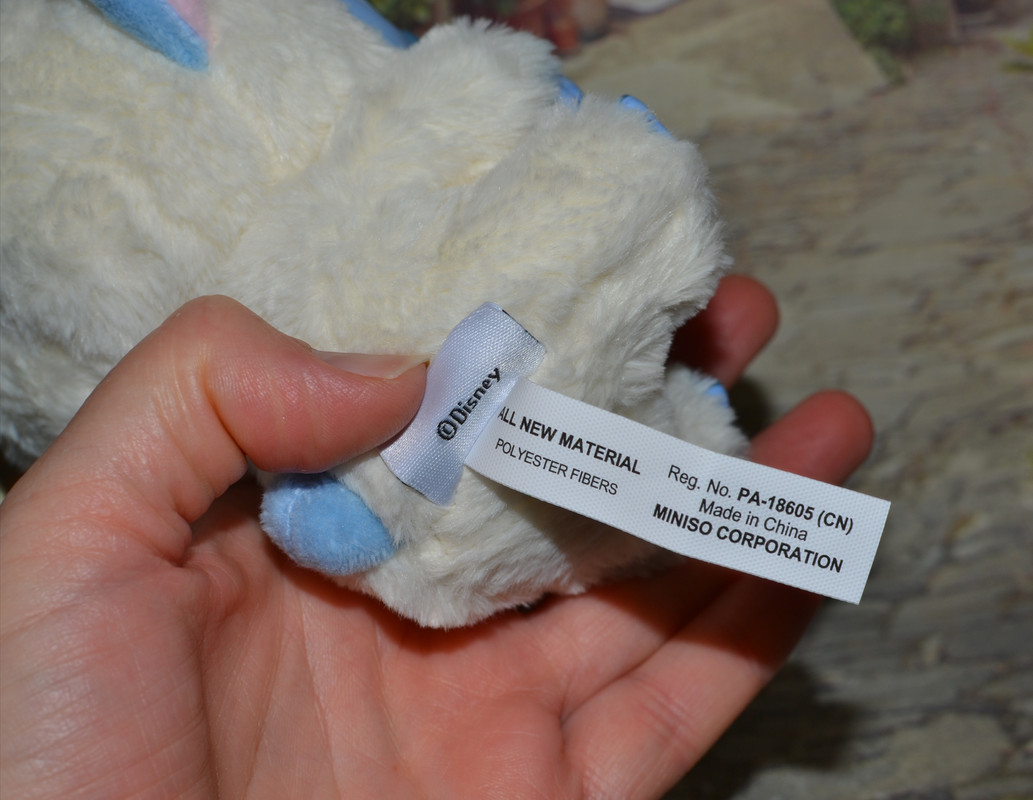 ©Disney
ALL NEW MATERIAL
POLYESTER FIBERS
Reg. No. PA-18605 (CN)
Made in China
MINISO CORPORATION